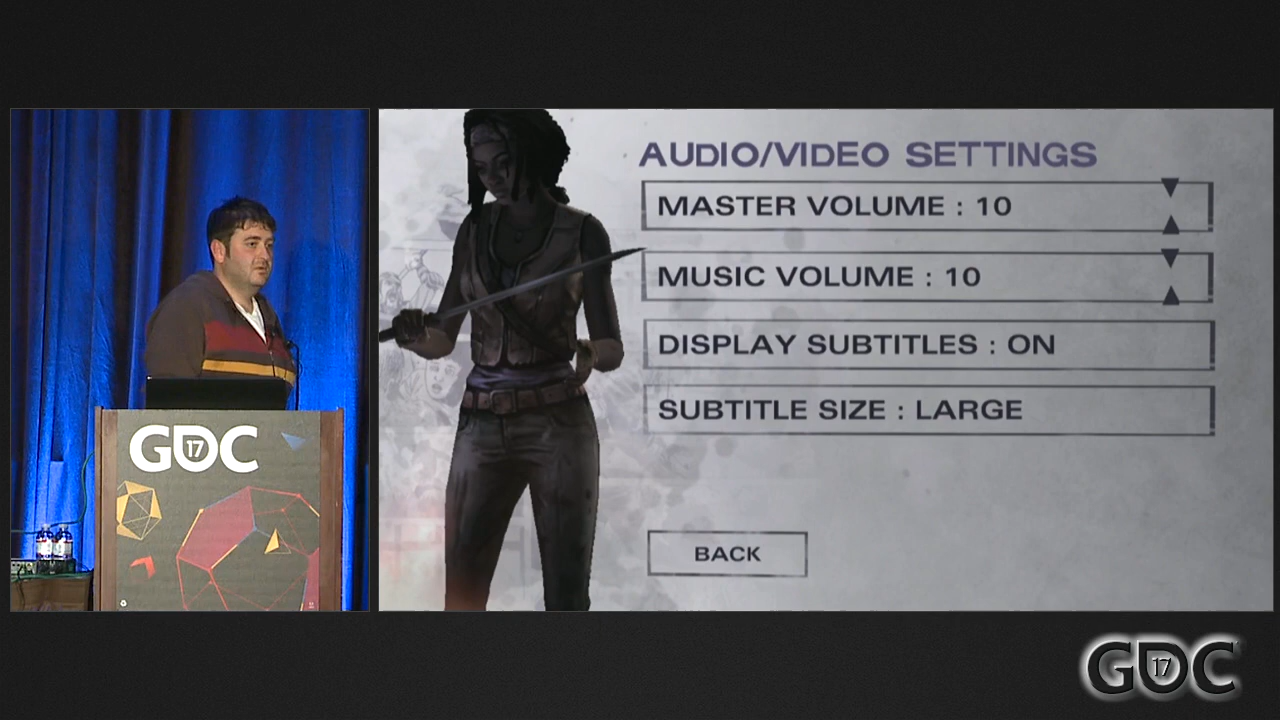 AUDIO/VIDEO SETTINGS
MASTER VOLUME : 10
MUSIC VOLUME : 10
DISPLAY SUBTITLES : ON
SUBTITLE SIZE : LARGE
BACK
GDC
17
GDC
17